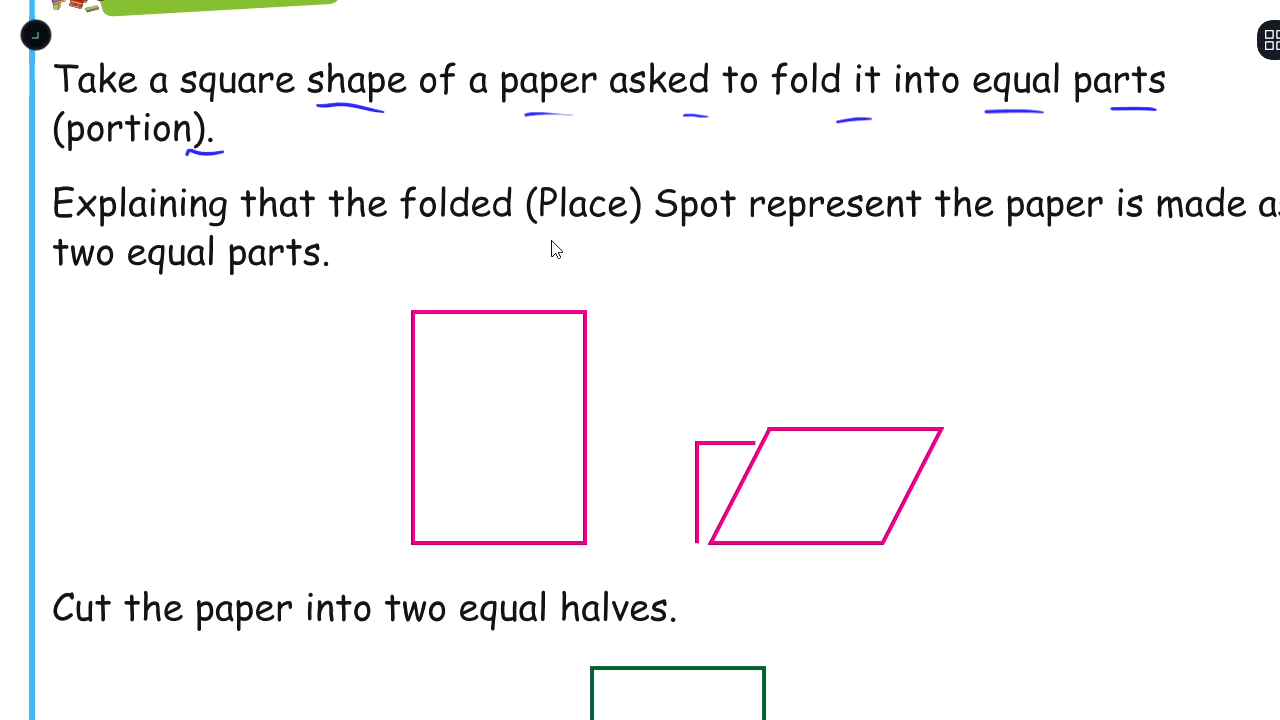 Take a square shape of a paper asked to fold it into equal parts
(portion).
Explaining that the folded (Place) Spot represent the paper is made
two equal parts.
Cut the paper into two equal halves.